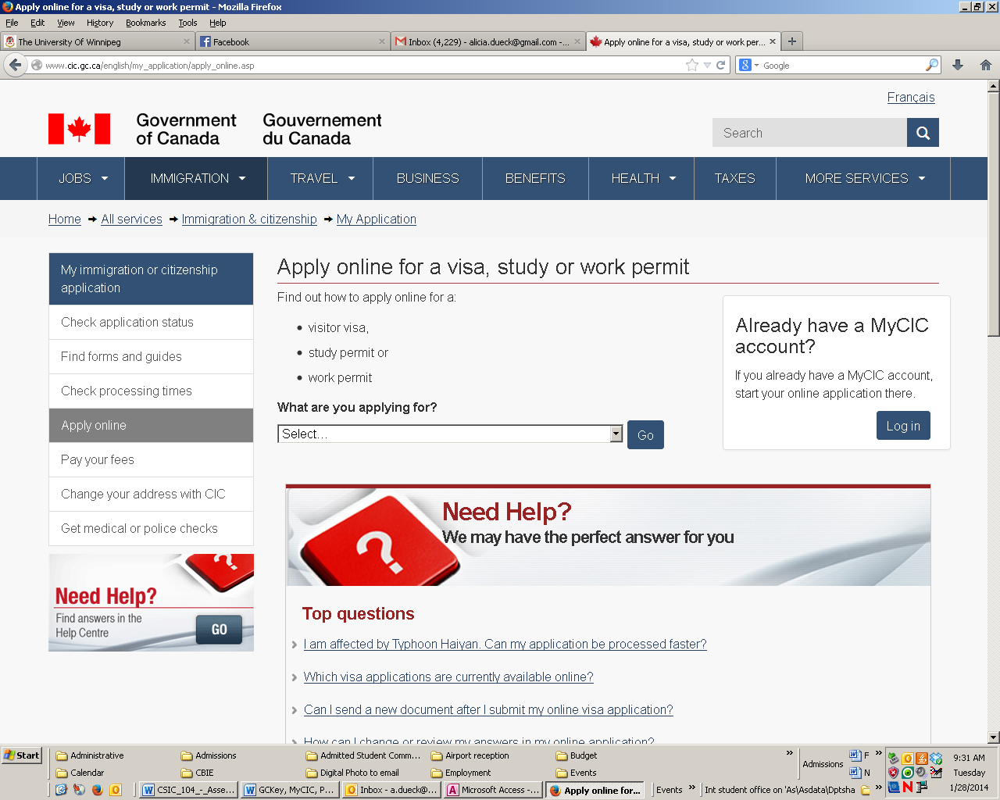 Apply online for a visa, study or work permit - Mozilla Firefox
File Edit View History Bookmarks Tools Help
The University Of Winnipeg
Facebook
Inbox (4,229) - alicia.dueck@gmail.com -...
Apply online for a visa, study or work per...
www.cic.gc.ca/english/my_application/apply_online.asp
Google
Français
Government of Canada
Gouvernement du Canada
Search
JOBS IMMIGRATION TRAVEL BUSINESS BENEFITS HEALTH TAXES MORE SERVICES
Home All services Immigration & citizenship My Application
My immigration or citizenship
application
Check application status
Find forms and guides
Check processing times
Apply online
Pay your fees
Change your address with CIC
Get medical or police checks
Need Help?
Find answers in the
Help Centre
GO
Apply online for a visa, study or work permit
Find out how to apply online for a:
visitor visa,
study permit or
work permit
What are you applying for?
Select...
Go
Already have a MyCIC
account?
If you already have a MyCIC account,
start your online application there.
Log in
Need Help?
We may have the perfect answer for you
Top questions
I am affected by Typhoon Haiyan. Can my application be processed faster?
Which visa applications are currently available online?
Can I send a new document after I submit my online visa application?
How can I change or review my answers in my online application?
Start
Administrative Admissions Admitted Student Comm... Airport reception Budget
Calendar CBIE Digital Photo to email Employment Events
Admissions
F
N
CSIC_104_-_Asse...
GCKey, MyCIC, P...
Inbox - a.dueck@...
Microsoft Access -...
Apply online for...
Events
Int student office on 'As\Asdata\Dptsha
9:31 AM
Tuesday
1/28/2014